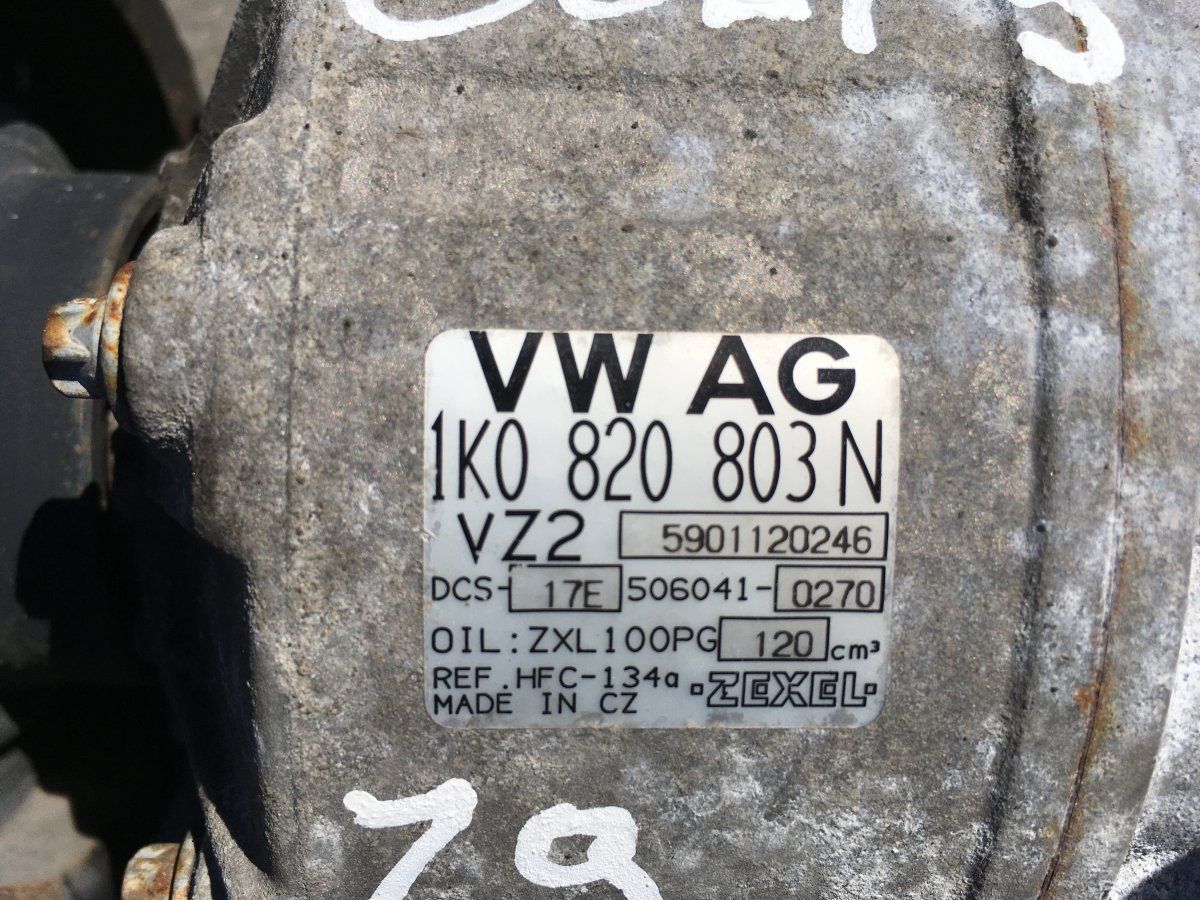 VW AG
1K0 820 803 N
VZ2 5901120246
DCS-17E 506041-0270
OIL:ZXL100PG 120 cm³
REF.HFC-134a
MADE IN CZ ·ZEXEL·